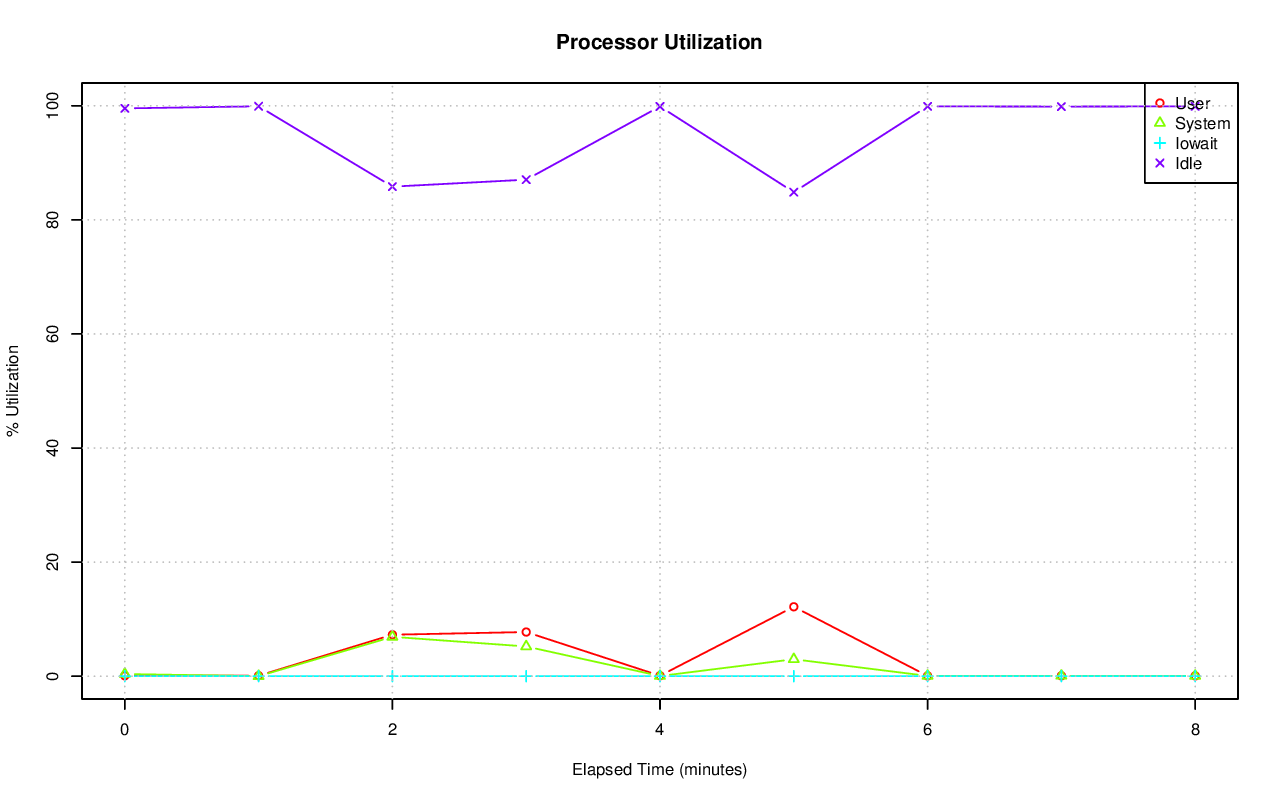 Processor Utilization
% Utilization
100
80
60
40
20
0
User
System
Iowait
Idle
0 2 4 6 8
Elapsed Time (minutes)